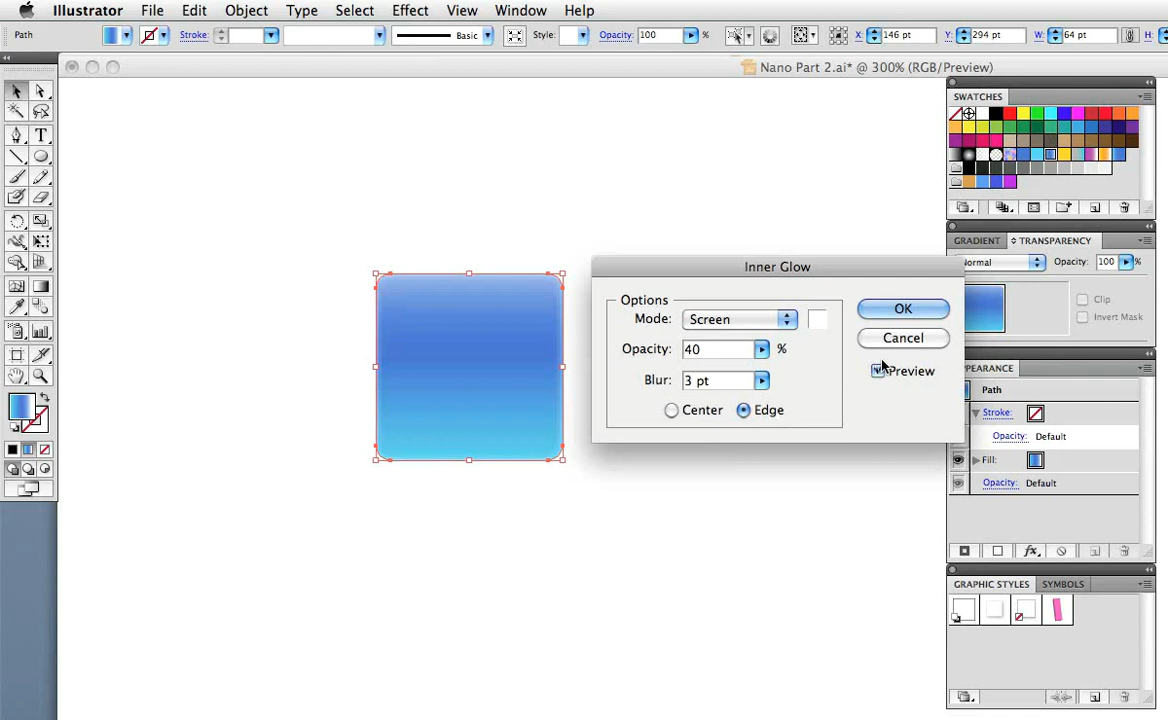 Illustrator File Edit Object Type Select Effect View Window Help
Path Stroke: Basic Style: Opacity: 100 % X: 146 pt Y: 294 pt W: 64 pt H:
Nano Part 2.ai* @ 300% (RGB/Preview)
SWATCHES
GRADIENT TRANSPARENCY
Opacity: 100 %
Clip
Invert Mask
Inner Glow
Options
Mode: Screen
Opacity: 40 %
Blur: 3 pt
Center Edge
OK
Cancel
Preview
Path
Stroke:
Opacity: Default
Fill:
Opacity: Default
fx
GRAPHIC STYLES SYMBOLS